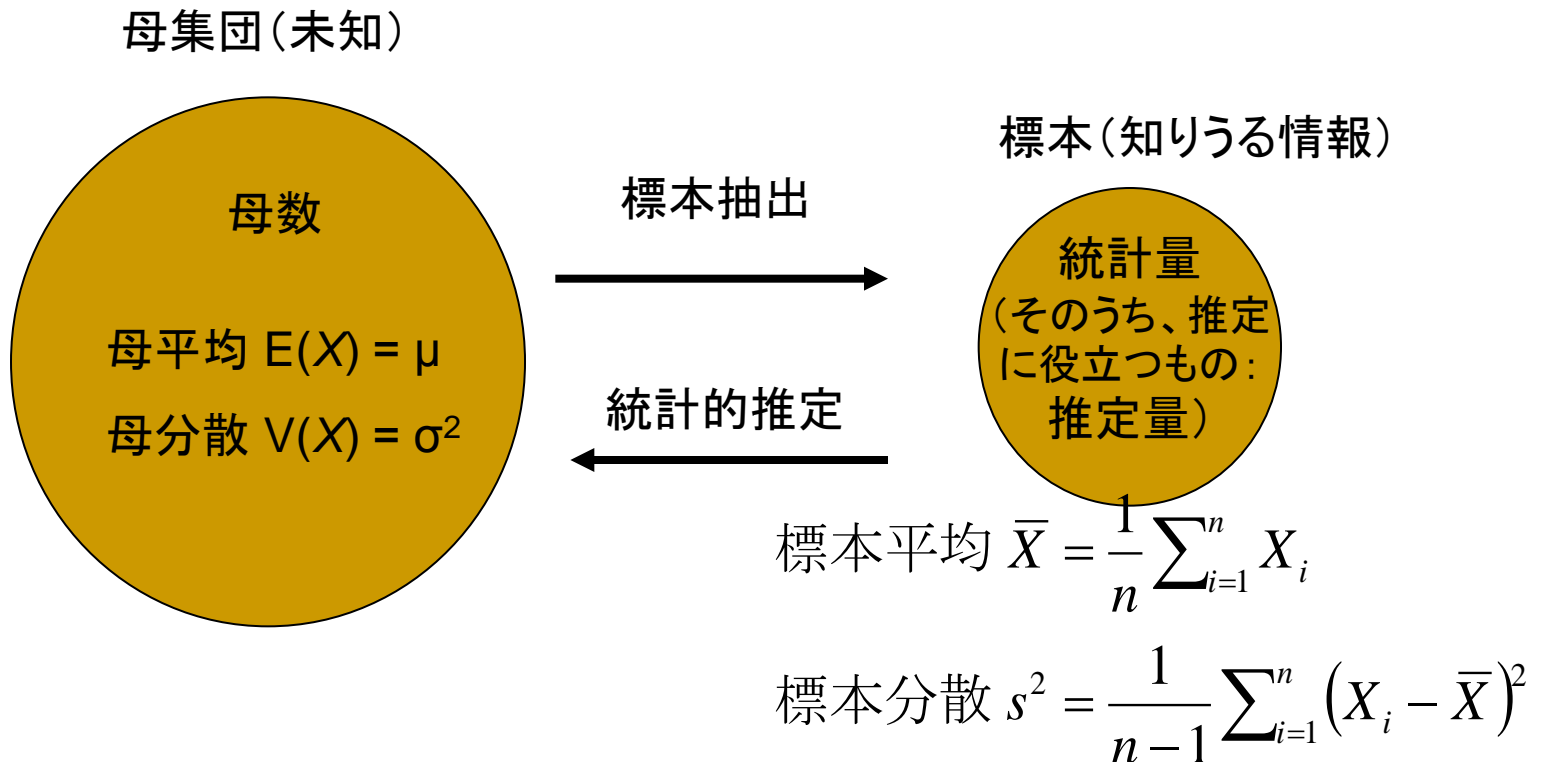 母集団（未知）
母数
母平均 E(X) = μ
母分散 V(X) = σ²
標本抽出
統計的推定
標本（知りうる情報）
統計量
（そのうち、推定
に役立つもの：
推定量）
標本平均 X̄ = 1/n ∑_{i=1}^{n} X_i
標本分散 s² = 1/(n−1) ∑_{i=1}^{n} (X_i − X̄)²